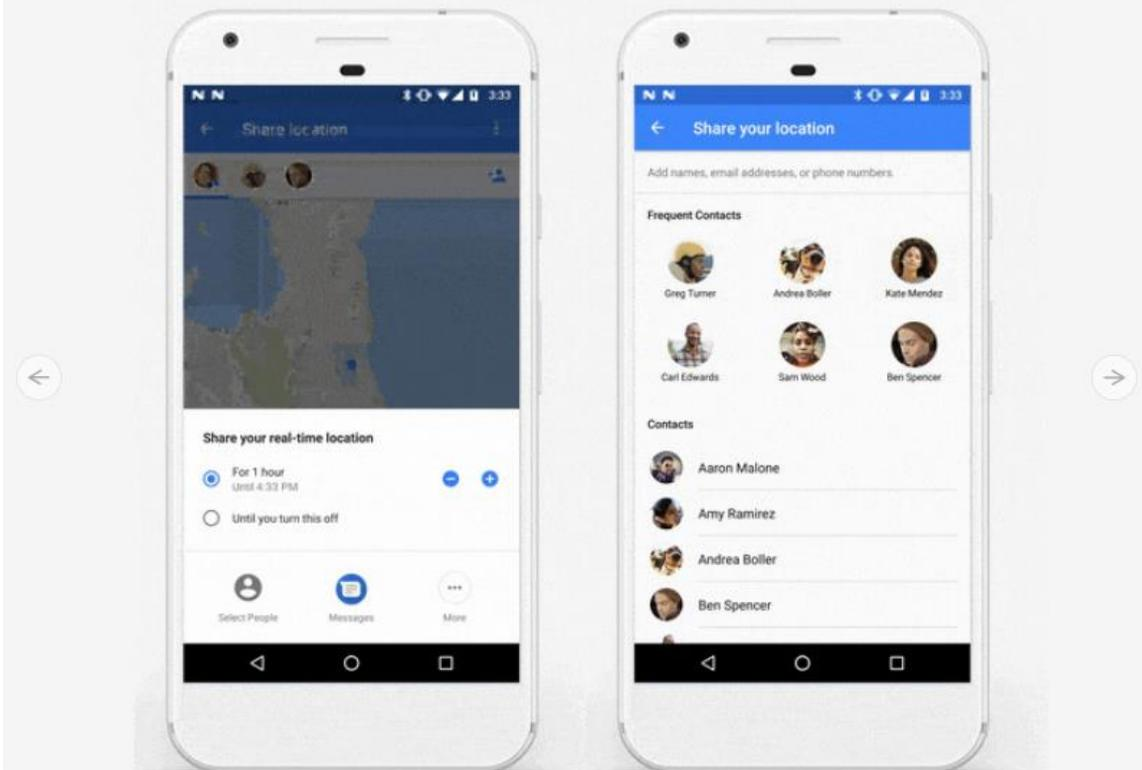 3:33
Share location
Share your real-time location
For 1 hour
Until 4:33 PM
Until you turn this off
Select People
Messages
More
3:33
Share your location
Add names, email addresses, or phone numbers.
Frequent Contacts
Greg Turner
Andrea Boller
Kate Mendez
Carl Edwards
Sam Wood
Ben Spencer
Contacts
Aaron Malone
Amy Ramirez
Andrea Boller
Ben Spencer